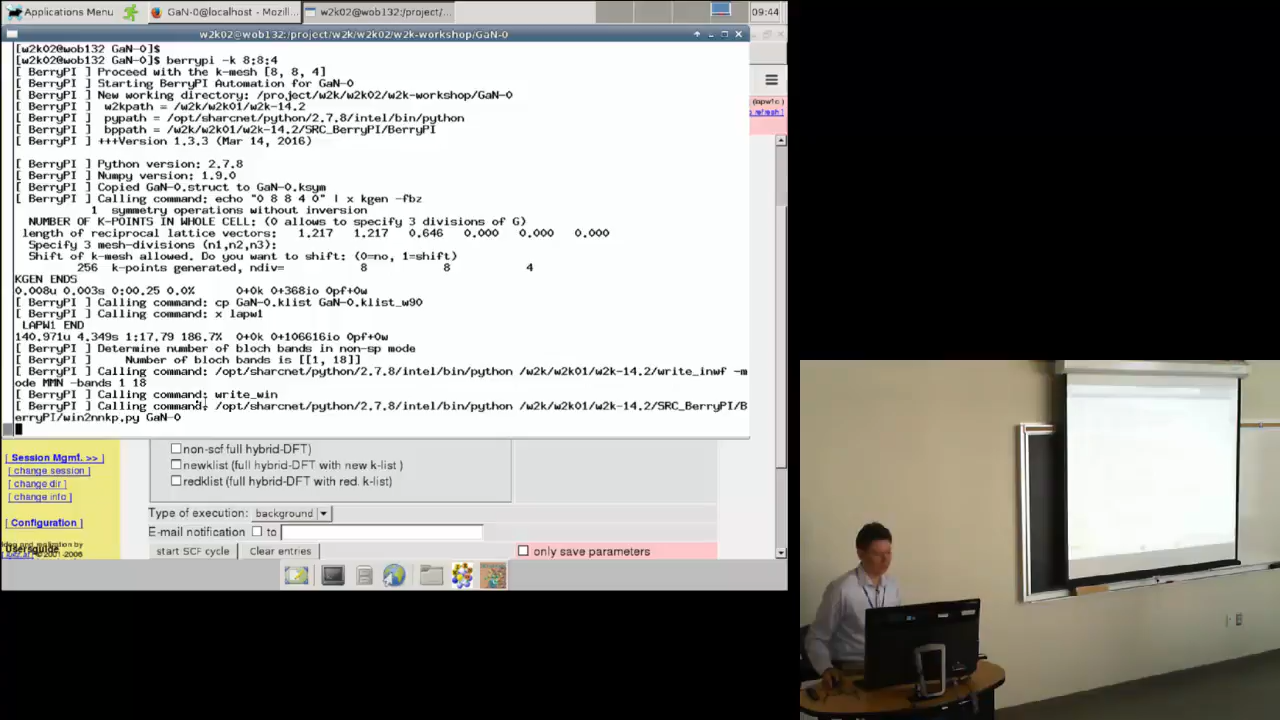 Applications Menu
GaN-0@localhost - Mozil...
w2k02@wob132:/project/...
09:44
w2k02@wob132:/project/w2k/w2k02/w2k-workshop/GaN-0
[w2k02@wob132 GaN-0]$
[w2k02@wob132 GaN-0]$ berrypi -k 8:8:4
[ BerryPI ] Proceed with the k-mesh [8, 8, 4]
[ BerryPI ] Starting BerryPI Automation for GaN-0
[ BerryPI ] New working directory: /project/w2k/w2k02/w2k-workshop/GaN-0
[ BerryPI ]  w2kpath = /w2k/w2k01/w2k-14.2
[ BerryPI ]  pypath = /opt/sharcnet/python/2.7.8/intel/bin/python
[ BerryPI ]  bppath = /w2k/w2k01/w2k-14.2/SRC_BerryPI/BerryPI
[ BerryPI ] +++Version 1.3.3 (Mar 14, 2016)
[ BerryPI ] Python version: 2.7.8
[ BerryPI ] Numpy version: 1.9.0
[ BerryPI ] Copied GaN-0.struct to GaN-0.ksym
[ BerryPI ] Calling command: echo "0 8 8 4 0" | x kgen -fbz
1 symmetry operations without inversion
NUMBER OF K-POINTS IN WHOLE CELL: (0 allows to specify 3 divisions of G)
length of reciprocal lattice vectors: 1.217 1.217 0.646 0.000 0.000 0.000
Specify 3 mesh-divisions (n1,n2,n3):
Shift of k-mesh allowed. Do you want to shift: (0=no, 1=shift)
256 k-points generated, ndiv= 8 8 4
KGEN ENDS
0.008u 0.003s 0:00.25 0.0% 0+0k 0+368io 0pf+0w
[ BerryPI ] Calling command: cp GaN-0.klist GaN-0.klist_w90
[ BerryPI ] Calling command: x lapw1
LAPW1 END
140.971u 4.349s 1:17.79 186.7% 0+0k 0+106616io 0pf+0w
[ BerryPI ] Determine number of bloch bands in non-sp mode
[ BerryPI ] Number of bloch bands is [[1, 18]]
[ BerryPI ] Calling command: /opt/sharcnet/python/2.7.8/intel/bin/python /w2k/w2k01/w2k-14.2/write_inwf -m
ode MMN -bands 1 18
[ BerryPI ] Calling command: write_win
[ BerryPI ] Calling command: /opt/sharcnet/python/2.7.8/intel/bin/python /w2k/w2k01/w2k-14.2/SRC_BerryPI/B
erryPI/win2nnkp.py GaN-0
(lapw1c )
refresh]
[ Session Mgmt. >> ]
[ change session ]
[ change dir ]
[ change info ]
[ Configuration ]
Usersguide
idea and realization by
© 2001-2006
non-scf full hybrid-DFT)
newklist (full hybrid-DFT with new k-list )
redklist (full hybrid-DFT with red. k-list)
Type of execution: background
E-mail notification to
start SCF cycle
Clear entries
only save parameters